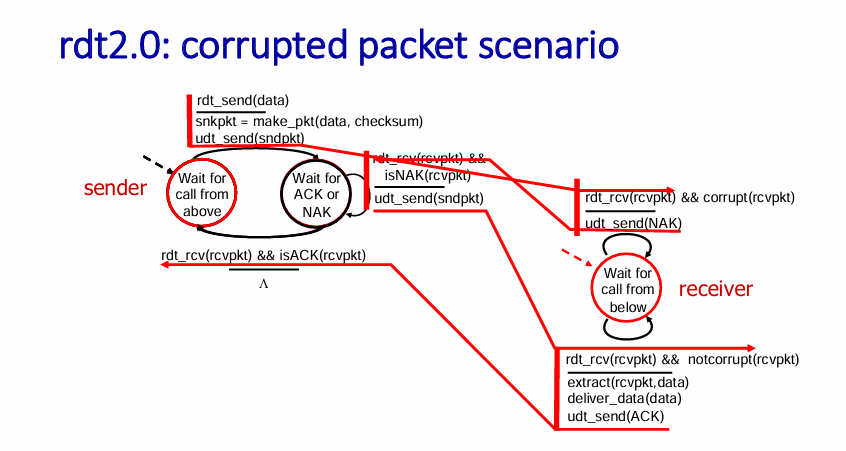 rdt2.0: corrupted packet scenario
rdt_send(data)
snkpkt = make_pkt(data, checksum)
udt_send(sndpkt)
rdt_rcv(rcvpkt) &&
isNAK(rcvpkt)
udt_send(sndpkt)
sender
Wait for
call from
above
Wait for
ACK or
NAK
rdt_rcv(rcvpkt) && isACK(rcvpkt)
Λ
rdt_rcv(rcvpkt) && corrupt(rcvpkt)
udt_send(NAK)
Wait for
call from
below
receiver
rdt_rcv(rcvpkt) && notcorrupt(rcvpkt)
extract(rcvpkt,data)
deliver_data(data)
udt_send(ACK)